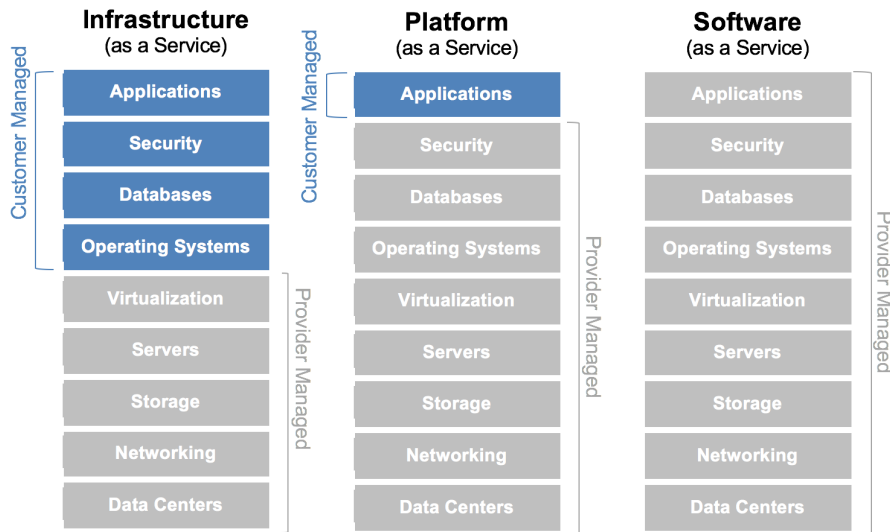 Infrastructure
(as a Service)
Customer Managed
Applications
Security
Databases
Operating Systems
Virtualization
Servers
Storage
Networking
Data Centers
Provider Managed
Platform
(as a Service)
Customer Managed
Applications
Security
Databases
Operating Systems
Virtualization
Servers
Storage
Networking
Data Centers
Provider Managed
Software
(as a Service)
Applications
Security
Databases
Operating Systems
Virtualization
Servers
Storage
Networking
Data Centers
Provider Managed